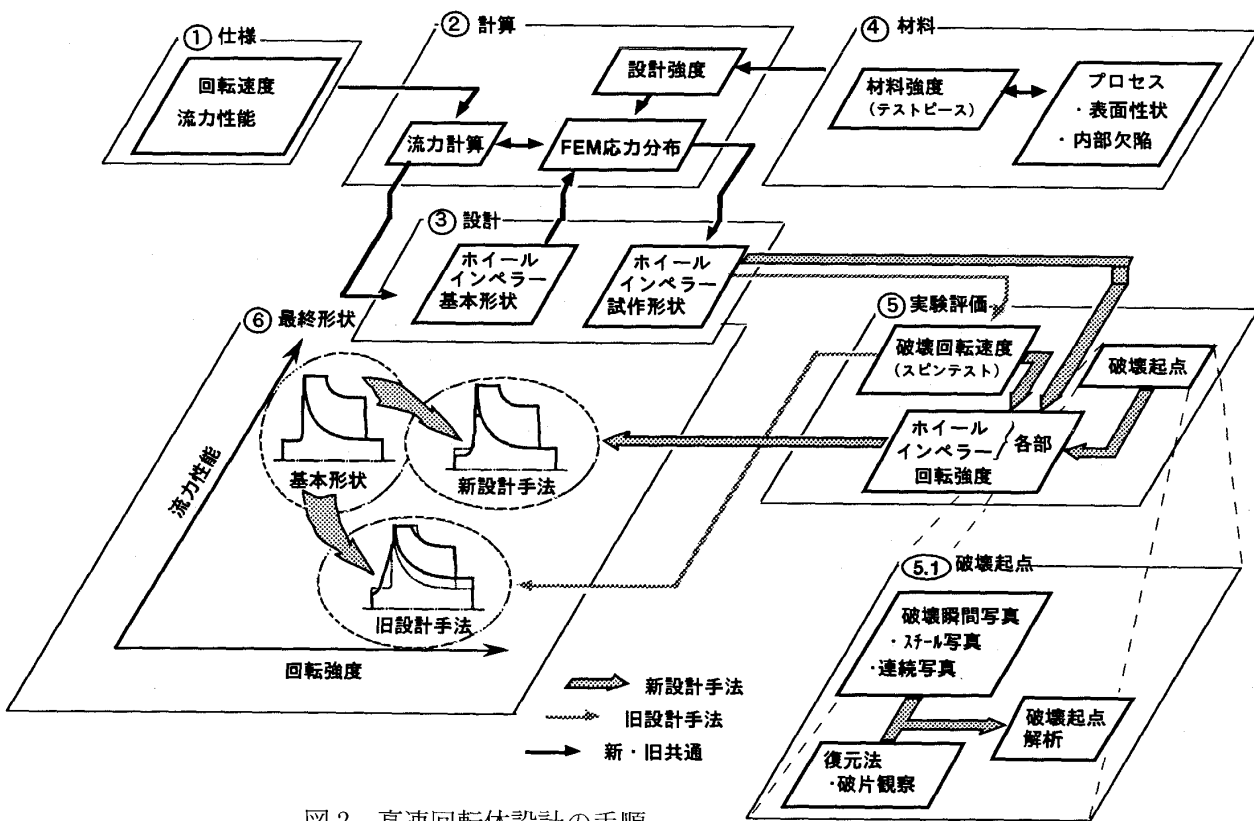 ① 仕様
回転速度
流力性能
② 計算
設計強度
流力計算
FEM応力分布
④ 材料
材料強度
(テストピース)
プロセス
・表面性状
・内部欠陥
③ 設計
ホイール
インペラー
基本形状
ホイール
インペラー
試作形状
⑤ 実験評価
破壊回転速度
(スピンテスト)
破壊起点
ホイール
インペラー
回転強度
各部
⑥ 最終形状
流力性能
基本形状
新設計手法
旧設計手法
回転強度
5.1 破壊起点
破壊瞬間写真
・スチール写真
・連続写真
復元法
・破片観察
破壊起点
解析
新設計手法
旧設計手法
新・旧共通
図2 高速回転体設計の手順